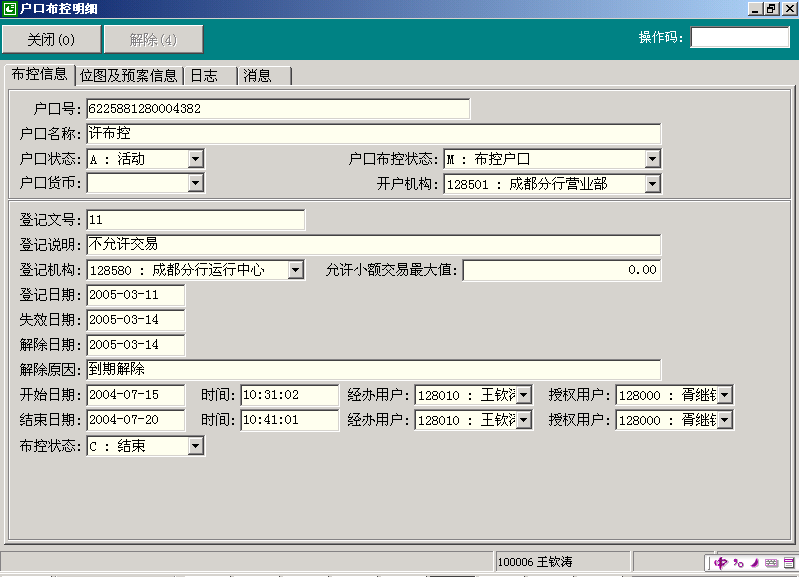 户口布控明细
关闭(0) 解除(4) 操作码:
布控信息 位图及预案信息 日志 消息
户口号: 6225881280004382
户口名称: 许布控
户口状态: A : 活动 户口布控状态: M : 布控户口
户口货币: 开户机构: 128501 : 成都分行营业部
登记文号: 11
登记说明: 不允许交易
登记机构: 128580 : 成都分行运行中心 允许小额交易最大值: 0.00
登记日期: 2005-03-11
失效日期: 2005-03-14
解除日期: 2005-03-14
解除原因: 到期解除
开始日期: 2004-07-15 时间: 10:31:02 经办用户: 128010 : 王钦涛 授权用户: 128000 : 胥继
结束日期: 2004-07-20 时间: 10:41:01 经办用户: 128010 : 王钦涛 授权用户: 128000 : 胥继
布控状态: C : 结束
100006 王钦涛 中